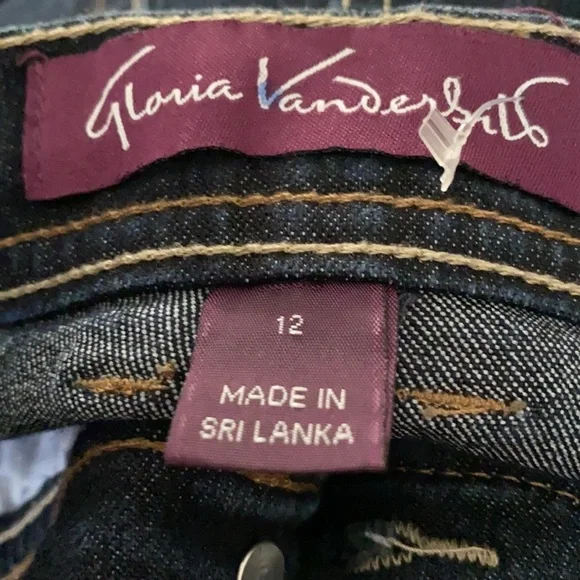 Gloria Vanderbilt
12
MADE IN
SRI LANKA